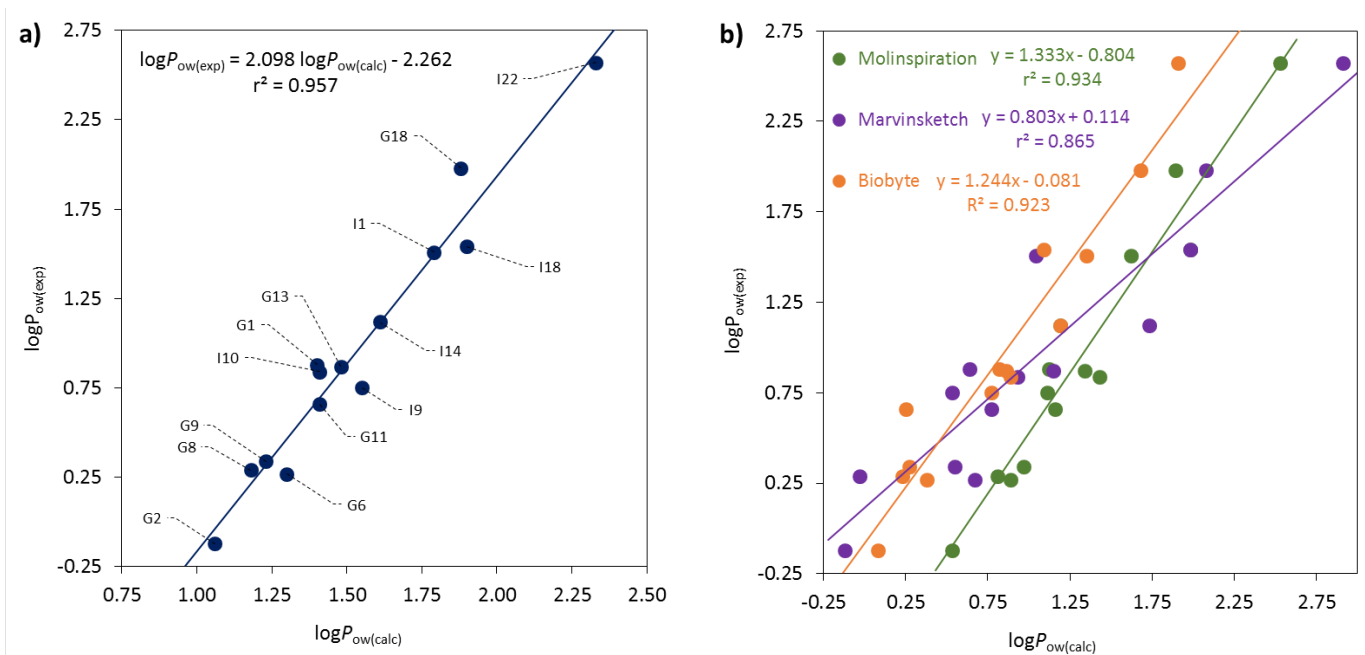 a)
logPow(exp) = 2.098 logPow(calc) - 2.262
r² = 0.957
2.75
2.25
1.75
1.25
0.75
0.25
-0.25
logPow(exp)
I22
G18
I1
I18
G13
G1
I14
I10
I9
G11
G9
G8
G6
G2
0.75 1.00 1.25 1.50 1.75 2.00 2.25 2.50
logPow(calc)
b)
Molinspiration y = 1.333x - 0.804
r² = 0.934
Marvinsketch y = 0.803x + 0.114
r² = 0.865
Biobyte y = 1.244x - 0.081
R² = 0.923
2.75
2.25
1.75
1.25
0.75
0.25
-0.25
logPow(exp)
-0.25 0.25 0.75 1.25 1.75 2.25 2.75
logPow(calc)